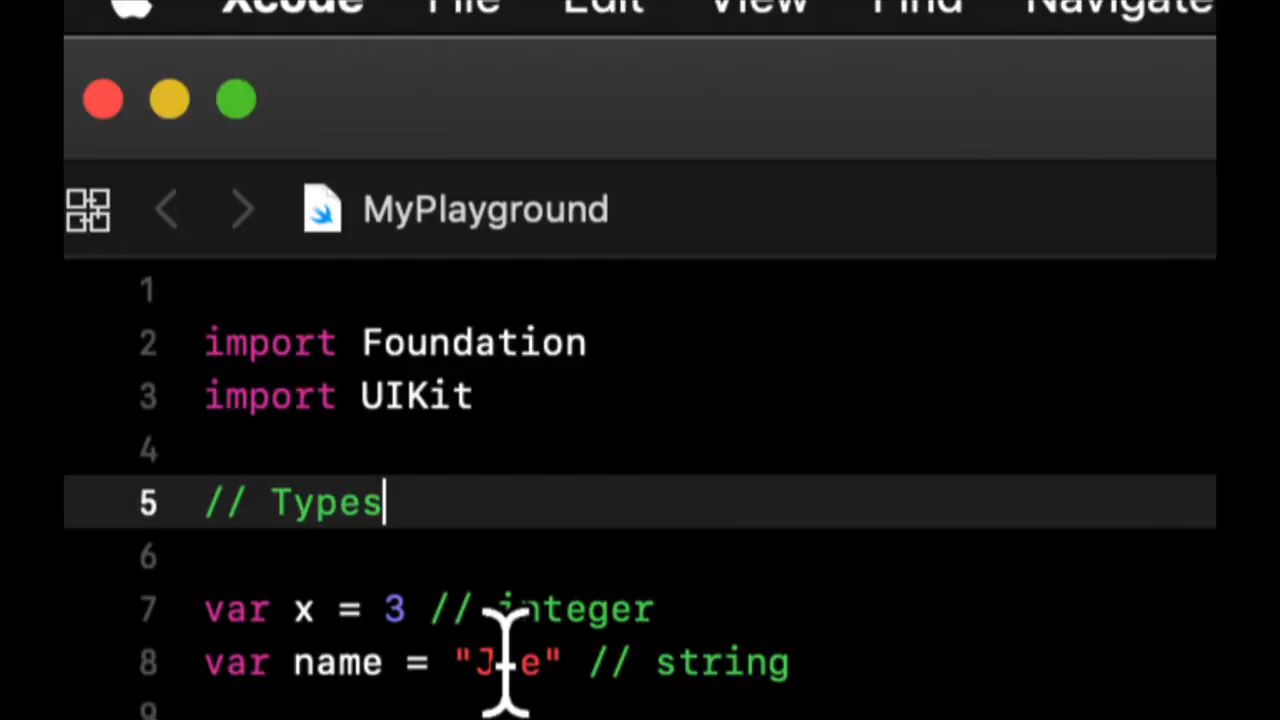 Xcode File Edit View Find Navigate
MyPlayground
1
2 import Foundation
3 import UIKit
4
5 // Types
6
7 var x = 3 // integer
8 var name = // string
9